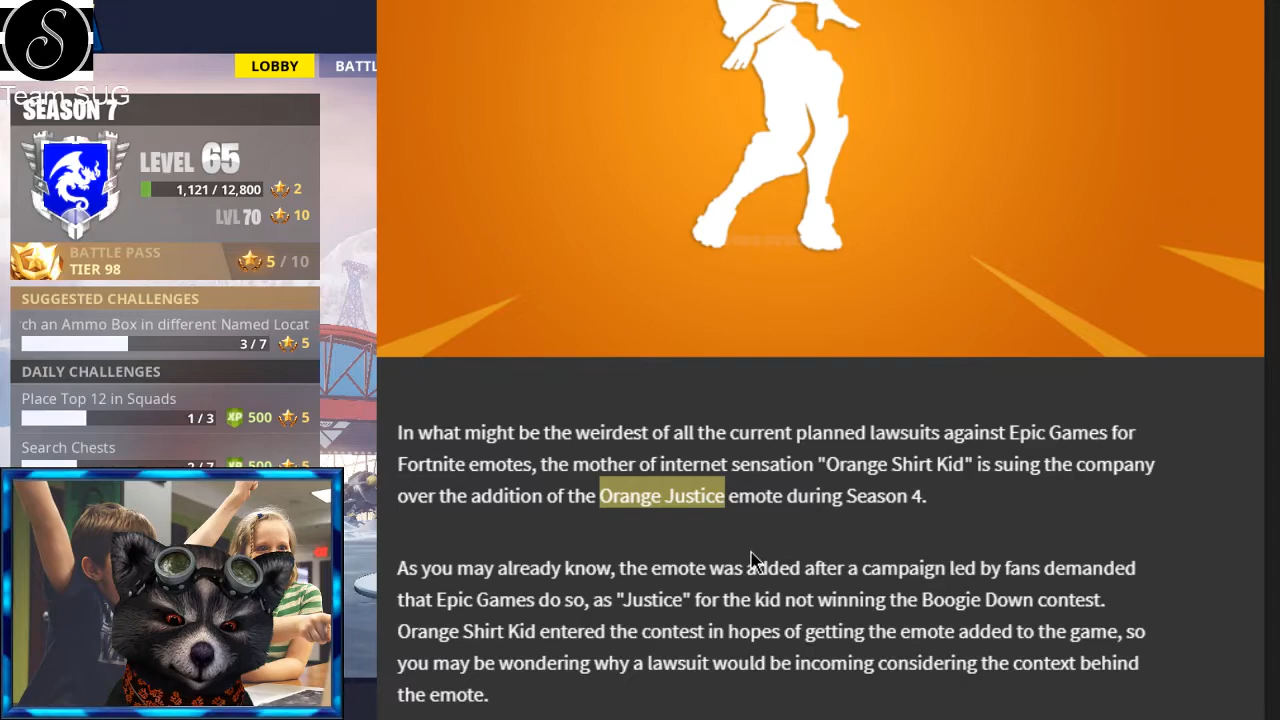 S
Team SUG
LOBBY
BATTL
SEASON 7
LEVEL 65
1,121 / 12,800
2
LVL 70
10
BATTLE PASS
TIER 98
5 / 10
SUGGESTED CHALLENGES
ch an Ammo Box in different Named Locat
3 / 7
5
DAILY CHALLENGES
Place Top 12 in Squads
1 / 3
XP 500
5
Search Chests
2 / 7
XP 500
5
In what might be the weirdest of all the current planned lawsuits against Epic Games for
Fortnite emotes, the mother of internet sensation "Orange Shirt Kid" is suing the company
over the addition of the Orange Justice emote during Season 4.
As you may already know, the emote was added after a campaign led by fans demanded
that Epic Games do so, as "Justice" for the kid not winning the Boogie Down contest.
Orange Shirt Kid entered the contest in hopes of getting the emote added to the game, so
you may be wondering why a lawsuit would be incoming considering the context behind
the emote.